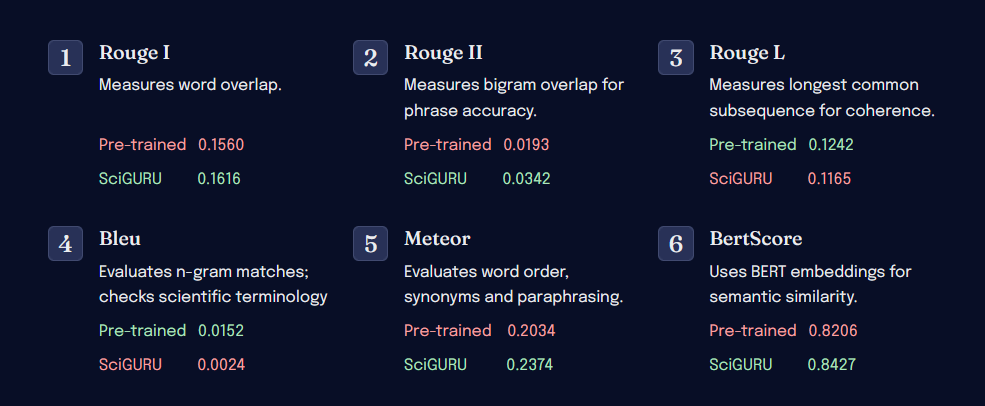 1
Rouge I
Measures word overlap.
Pre-trained 0.1560
SciGURU 0.1616
2
Rouge II
Measures bigram overlap for
phrase accuracy.
Pre-trained 0.0193
SciGURU 0.0342
3
Rouge L
Measures longest common
subsequence for coherence.
Pre-trained 0.1242
SciGURU 0.1165
4
Bleu
Evaluates n-gram matches;
checks scientific terminology
Pre-trained 0.0152
SciGURU 0.0024
5
Meteor
Evaluates word order,
synonyms and paraphrasing.
Pre-trained 0.2034
SciGURU 0.2374
6
BertScore
Uses BERT embeddings for
semantic similarity.
Pre-trained 0.8206
SciGURU 0.8427